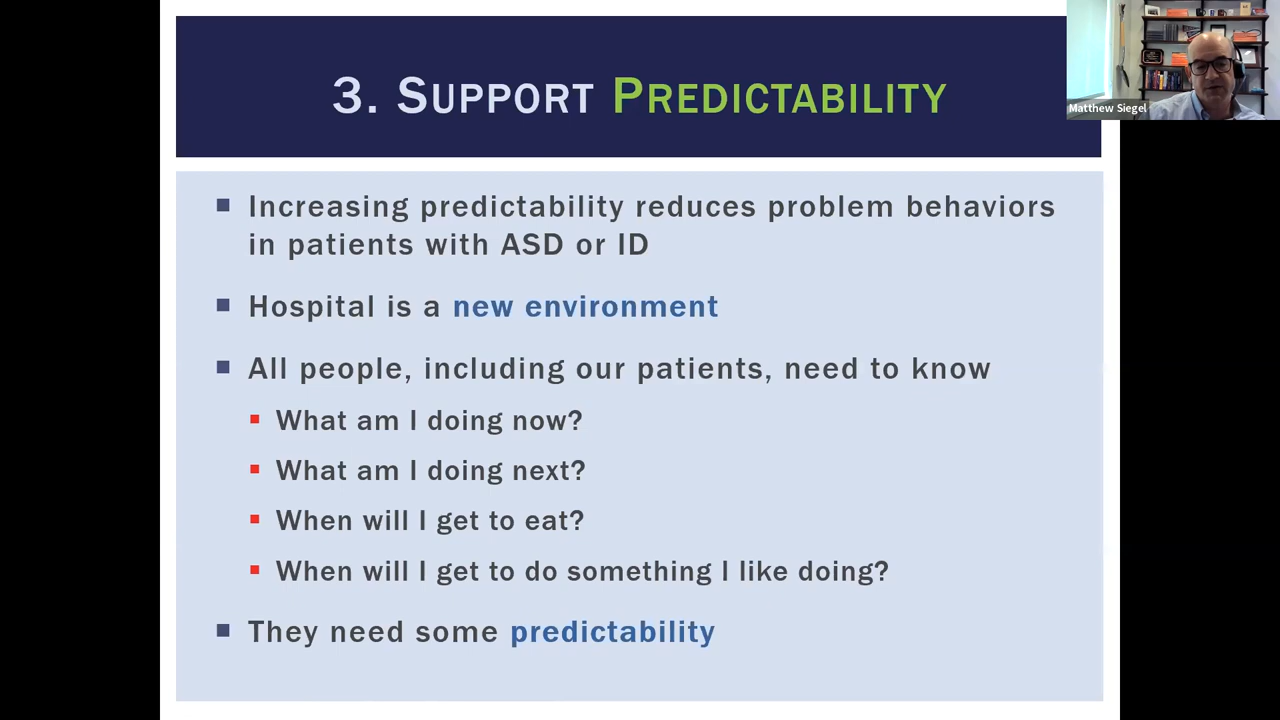 3. SUPPORT PREDICTABILITY
Matthew Siegel
Increasing predictability reduces problem behaviors
in patients with ASD or ID
Hospital is a new environment
All people, including our patients, need to know
What am I doing now?
What am I doing next?
When will I get to eat?
When will I get to do something I like doing?
They need some predictability